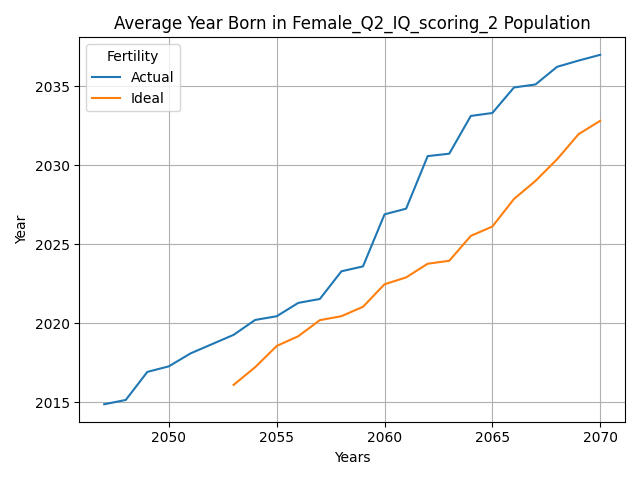 Average Year Born in Female_Q2_IQ_scoring_2 Population
Fertility
Actual
Ideal
2035
2030
2025
2020
2015
Year
2050
2055
2060
2065
2070
Years